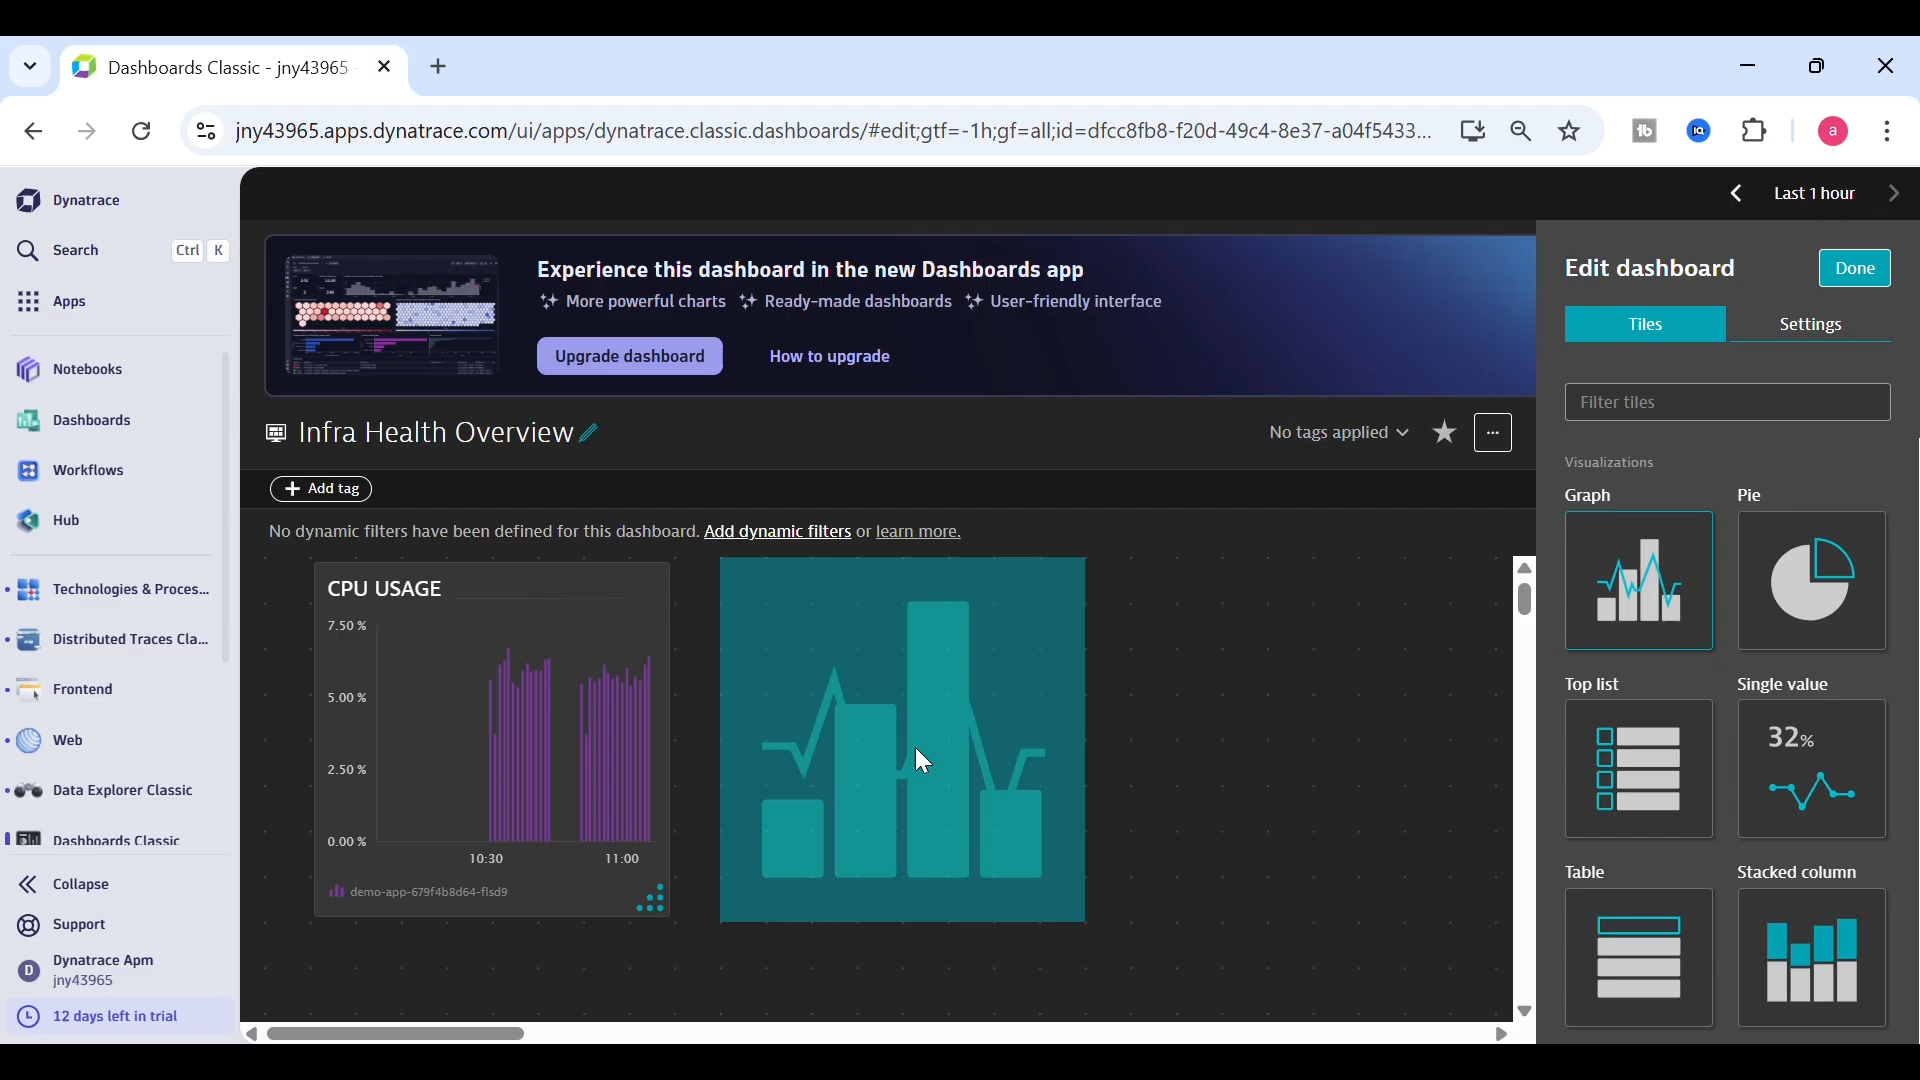 Dashboards Classic - jny43965 -
jny43965.apps.dynatrace.com/ui/apps/dynatrace.classic.dashboards/#edit;gtf=-1h;gf=all;id=dfcc8fb8-f20d-49c4-8e37-a04f5433...
tb
IQ
a
Dynatrace
Search Ctrl K
Apps
Notebooks
Dashboards
Workflows
Hub
Technologies & Proces...
Distributed Traces Cla...
Frontend
Web
Data Explorer Classic
Dashboards Classic
Collapse
Support
D
Dynatrace Apm
jny43965
12 days left in trial
Last 1 hour
Experience this dashboard in the new Dashboards app
More powerful charts Ready-made dashboards User-friendly interface
Upgrade dashboard How to upgrade
Infra Health Overview
No tags applied
...
Add tag
No dynamic filters have been defined for this dashboard. Add dynamic filters or learn more.
CPU USAGE
7.50 %
5.00 %
2.50 %
0.00 %
10:30 11:00
demo-app-679f4b8d64-flsd9
Edit dashboard
Done
Tiles Settings
Filter tiles
Visualizations
Graph Pie
Top list Single value
32%
Table Stacked column